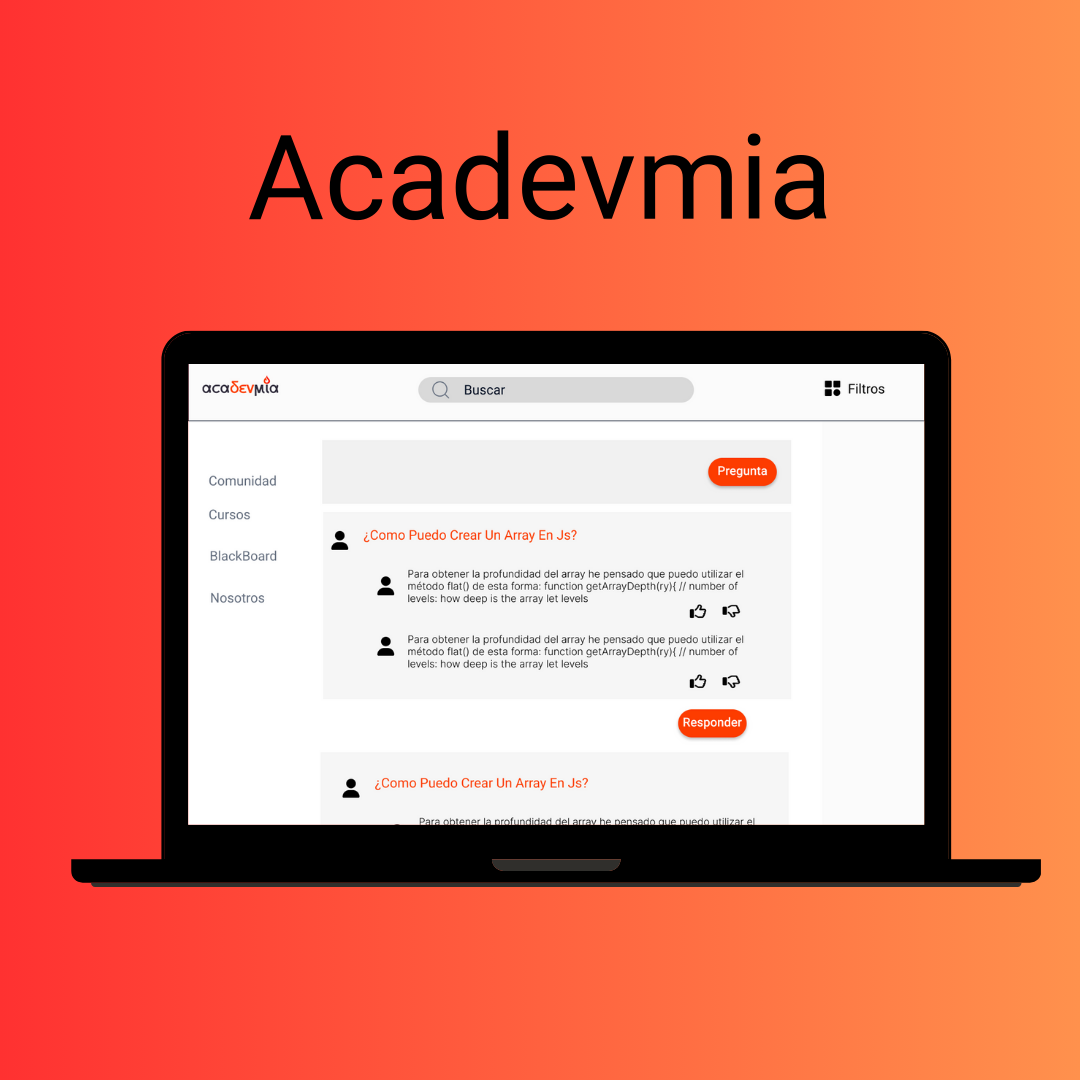 Acadevmia
acaδεvμία
Buscar
Filtros
Comunidad
Cursos
BlackBoard
Nosotros
Pregunta
¿Como Puedo Crear Un Array En Js?
Para obtener la profundidad del array he pensado que puedo utilizar el
método flat() de esta forma: function getArrayDepth(ry){ // number of
levels: how deep is the array let levels
Para obtener la profundidad del array he pensado que puedo utilizar el
método flat() de esta forma: function getArrayDepth(ry){ // number of
levels: how deep is the array let levels
Responder
¿Como Puedo Crear Un Array En Js?
Para obtener la profundidad del array he pensado que puedo utilizar el